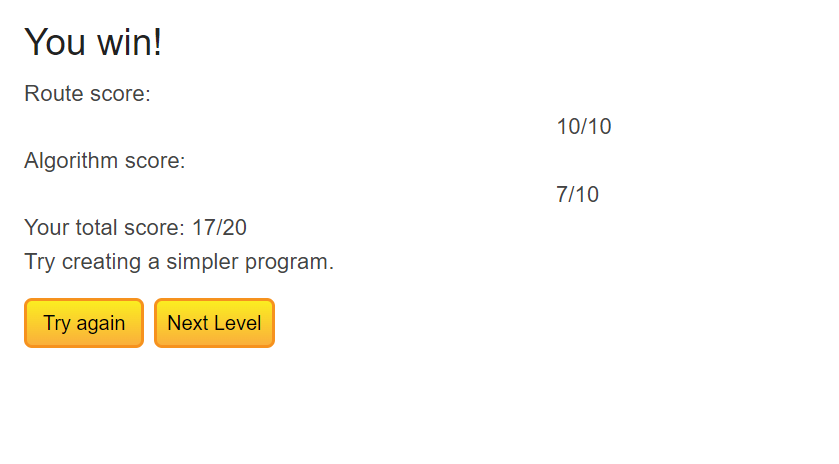 You win!
Route score:
10/10
Algorithm score:
7/10
Your total score: 17/20
Try creating a simpler program.
Try again
Next Level